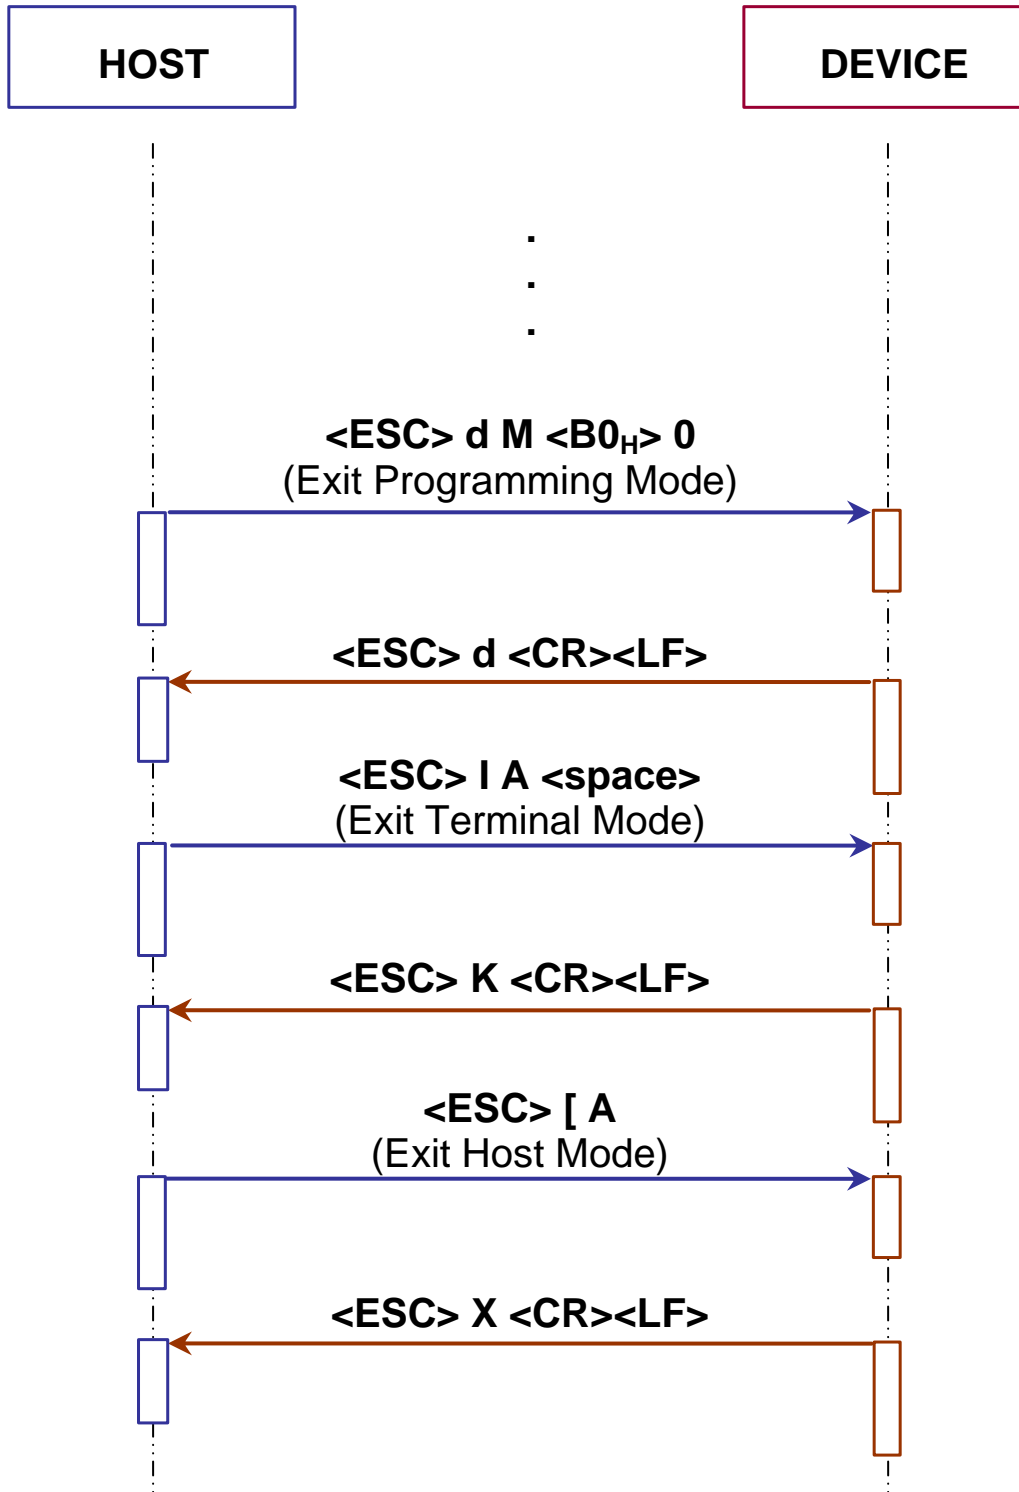 HOST
DEVICE
.
.
.
<ESC> d M <B0H> 0
(Exit Programming Mode)
<ESC> d <CR><LF>
<ESC> I A <space>
(Exit Terminal Mode)
<ESC> K <CR><LF>
<ESC> [ A
(Exit Host Mode)
<ESC> X <CR><LF>